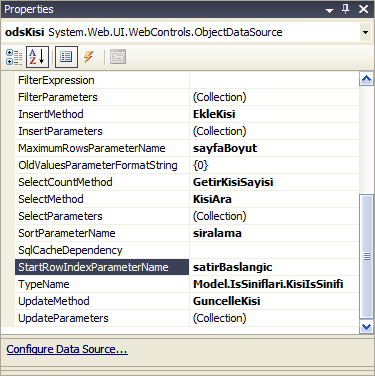 Properties
odsKisi System.Web.UI.WebControls.ObjectDataSource
FilterExpression
FilterParameters (Collection)
InsertMethod EkleKisi
InsertParameters (Collection)
MaximumRowsParameterName sayfaBoyut
OldValuesParameterFormatString {0}
SelectCountMethod GetirKisiSayisi
SelectMethod KisiAra
SelectParameters (Collection)
SortParameterName siralama
SqlCacheDependency
StartRowIndexParameterName satirBaslangic
TypeName Model.IsSiniflari.KisiIsSinifi
UpdateMethod GuncelleKisi
UpdateParameters (Collection)
Configure Data Source...